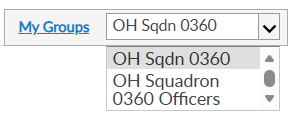 My Groups OH Sqdn 0360
OH Sqdn 0360
OH Squadron
0360 Officers